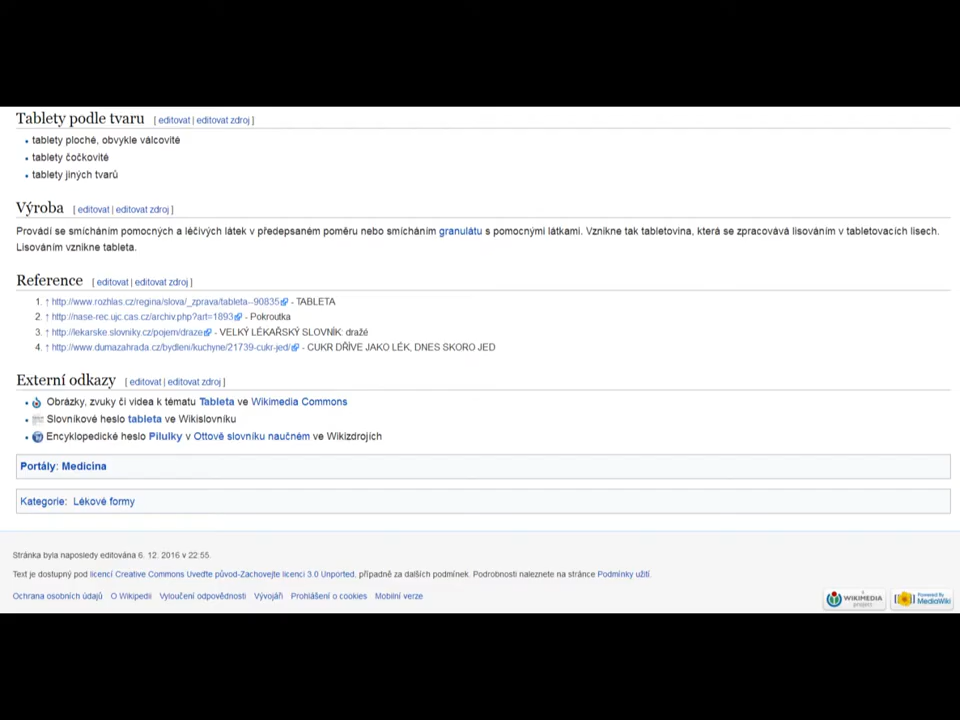 Tablety podle tvaru [ editovat | editovat zdroj ]
tablety ploché, obvykle válcovité
tablety čočkovité
tablety jiných tvarů
Výroba [ editovat | editovat zdroj ]
Provádí se smícháním pomocných a léčivých látek v předepsaném poměru nebo smícháním granulátu s pomocnými látkami. Vznikne tak tabletovina, která se zpracovává lisováním v tabletovacích lisech.
Lisováním vznikne tableta.
Reference [ editovat | editovat zdroj ]
1. ↑ http://www.rozhlas.cz/regina/slova/_zprava/tableta--90835 - TABLETA
2. ↑ http://nase-rec.ujc.cas.cz/archiv.php?art=1893 - Pokroutka
3. ↑ http://lekarske.slovniky.cz/pojem/draze - VELKÝ LÉKAŘSKÝ SLOVNÍK: dražé
4. ↑ http://www.dumazahrada.cz/bydleni/kuchyne/21739-cukr-jed/ - CUKR DŘÍVE JAKO LÉK, DNES SKORO JED
Externí odkazy [ editovat | editovat zdroj ]
Obrázky, zvuky či videa k tématu Tableta ve Wikimedia Commons
Slovníkové heslo tableta ve Wikislovníku
Encyklopedické heslo Pilulky v Ottově slovníku naučném ve Wikizdrojích
Portály: Medicína
Kategorie: Lékové formy
Stránka byla naposledy editována 6. 12. 2016 v 22:55.
Text je dostupný pod licencí Creative Commons Uveďte původ-Zachovejte licenci 3.0 Unported, případně za dalších podmínek. Podrobnosti naleznete na stránce Podmínky užití.
Ochrana osobních údajů O Wikipedii Vyloučení odpovědnosti Vývojáři Prohlášení o cookies Mobilní verze
A WIKIMEDIA project
Powered By MediaWiki